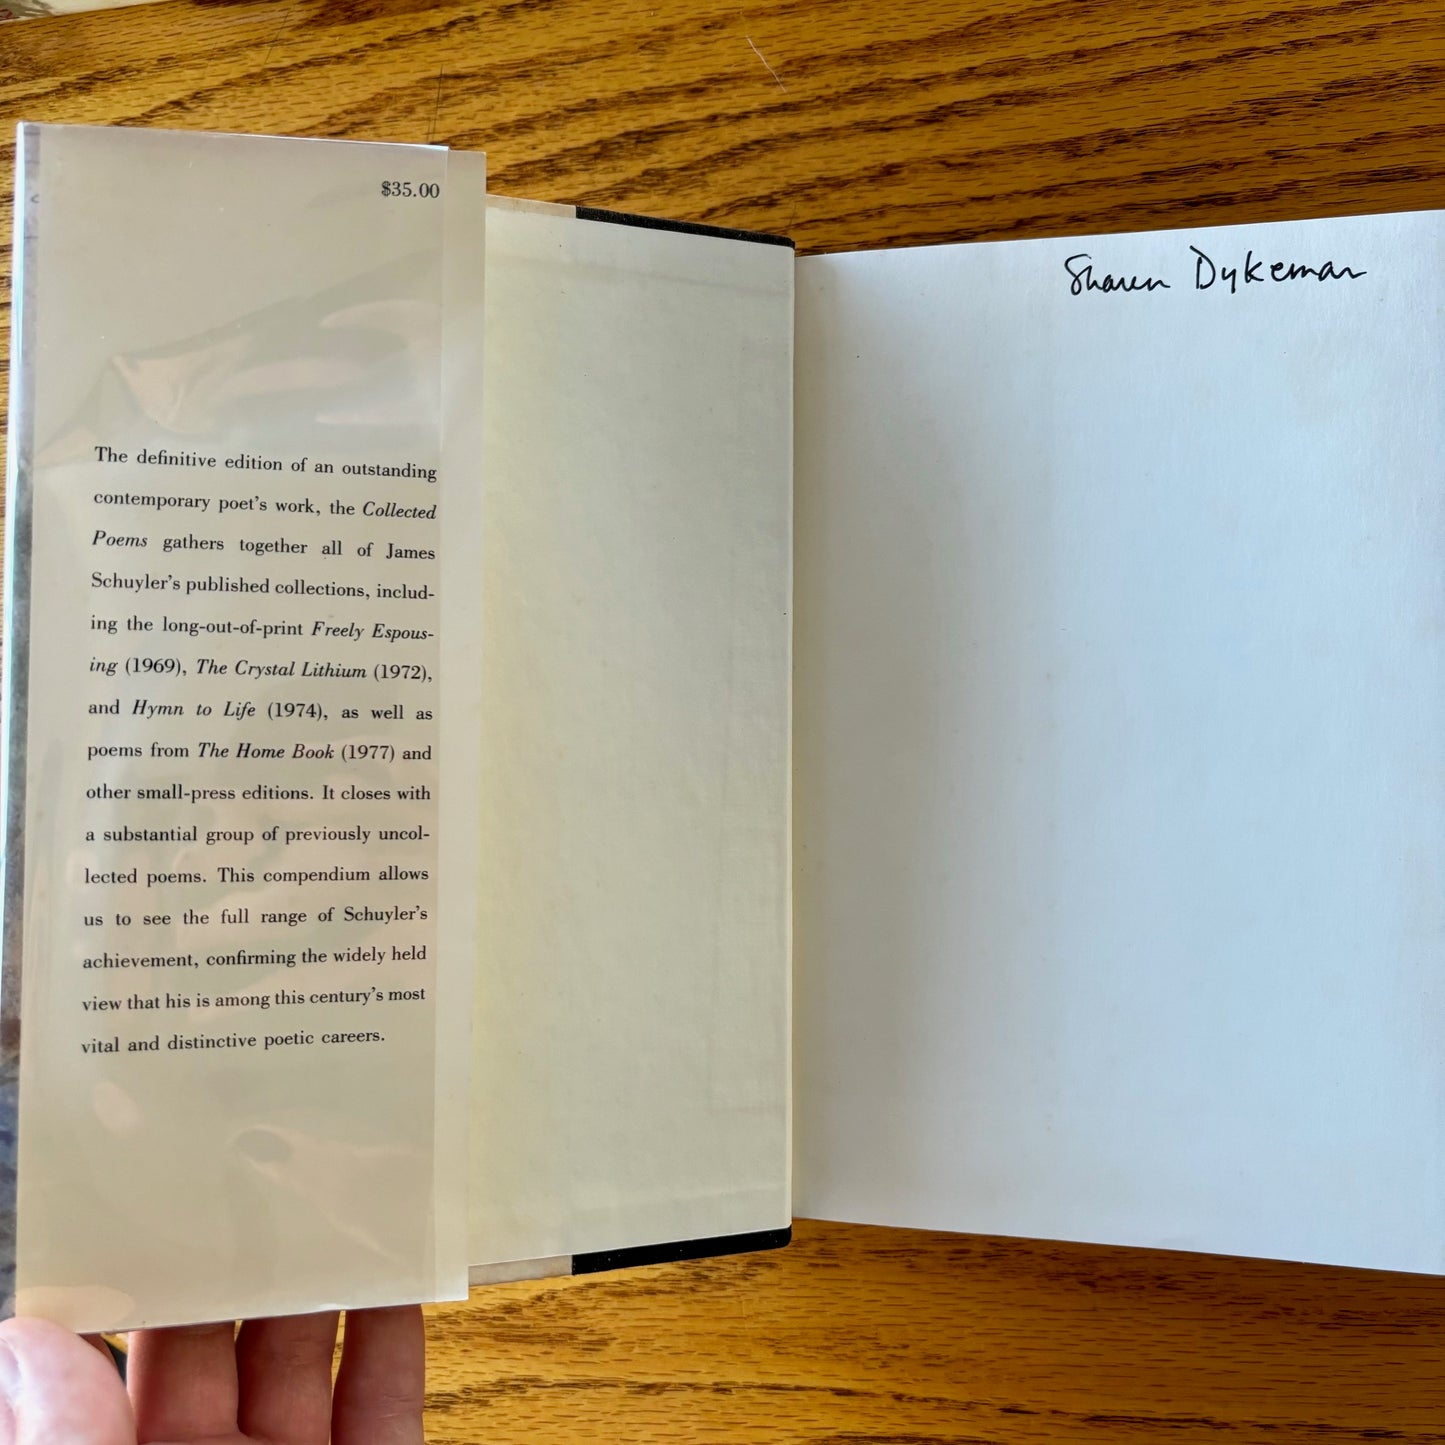 $35.00
The definitive edition of an outstanding
contemporary poet's work, the Collected
Poems gathers together all of James
Schuyler's published collections, includ-
ing the long-out-of-print Freely Espous-
ing (1969), The Crystal Lithium (1972),
and Hymn to Life (1974), as well as
poems from The Home Book (1977) and
other small-press editions. It closes with
a substantial group of previously uncol-
lected poems. This compendium allows
us to see the full range of Schuyler's
achievement, confirming the widely held
view that his is among this century's most
vital and distinctive poetic careers.
Sharen Dykeman